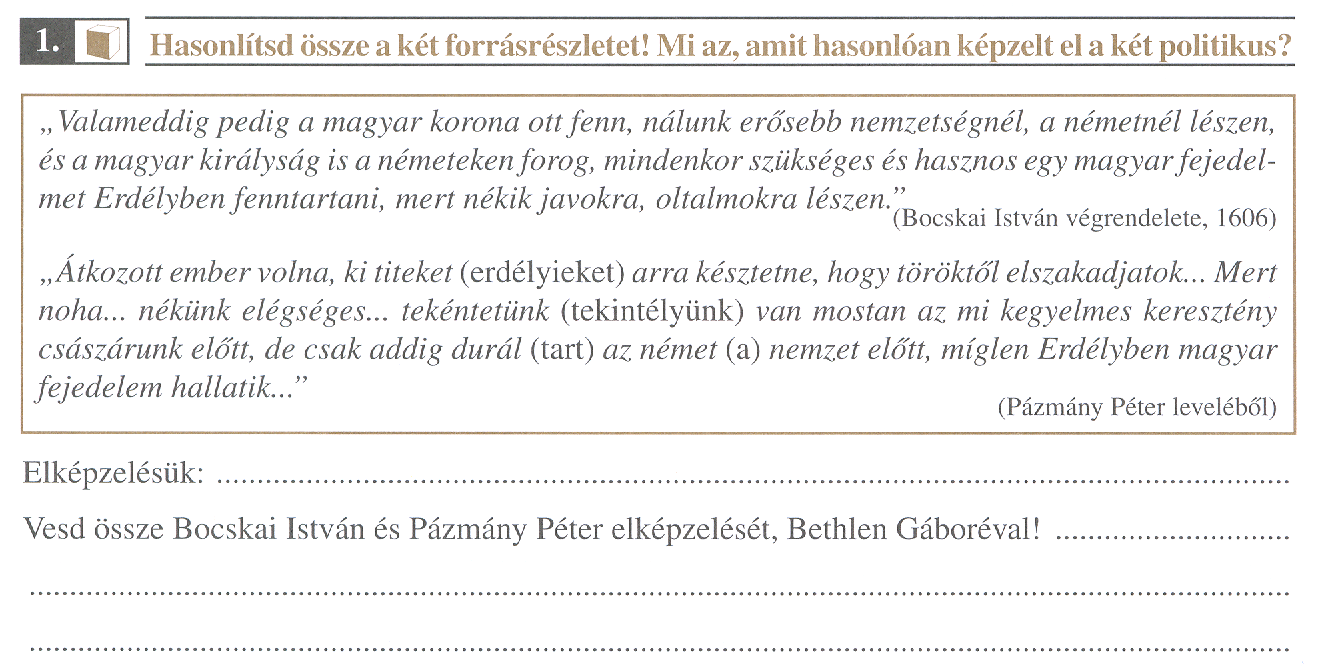 1. Hasonlítsd össze a két forrásrészletet! Mi az, amit hasonlóan képzelt el a két politikus?
„Valameddig pedig a magyar korona ott fenn, nálunk erősebb nemzetségnél, a németnél lészen,
és a magyar királyság is a németeken forog, mindenkor szükséges és hasznos egy magyar fejedel-
met Erdélyben fenntartani, mert nékik javokra, oltalmokra lészen.”
(Bocskai István végrendelete, 1606)
„Átkozott ember volna, ki titeket (erdélyieket) arra késztetne, hogy töröktől elszakadjatok... Mert
noha... nékünk elégséges... tekéntetünk (tekintélyünk) van mostan az mi kegyelmes keresztény
császárunk előtt, de csak addig durál (tart) az német (a) nemzet előtt, míglen Erdélyben magyar
fejedelem hallatik...”
(Pázmány Péter leveléből)
Elképzelésük: ........................................
Vesd össze Bocskai István és Pázmány Péter elképzelését, Bethlen Gáboréval! ..............................